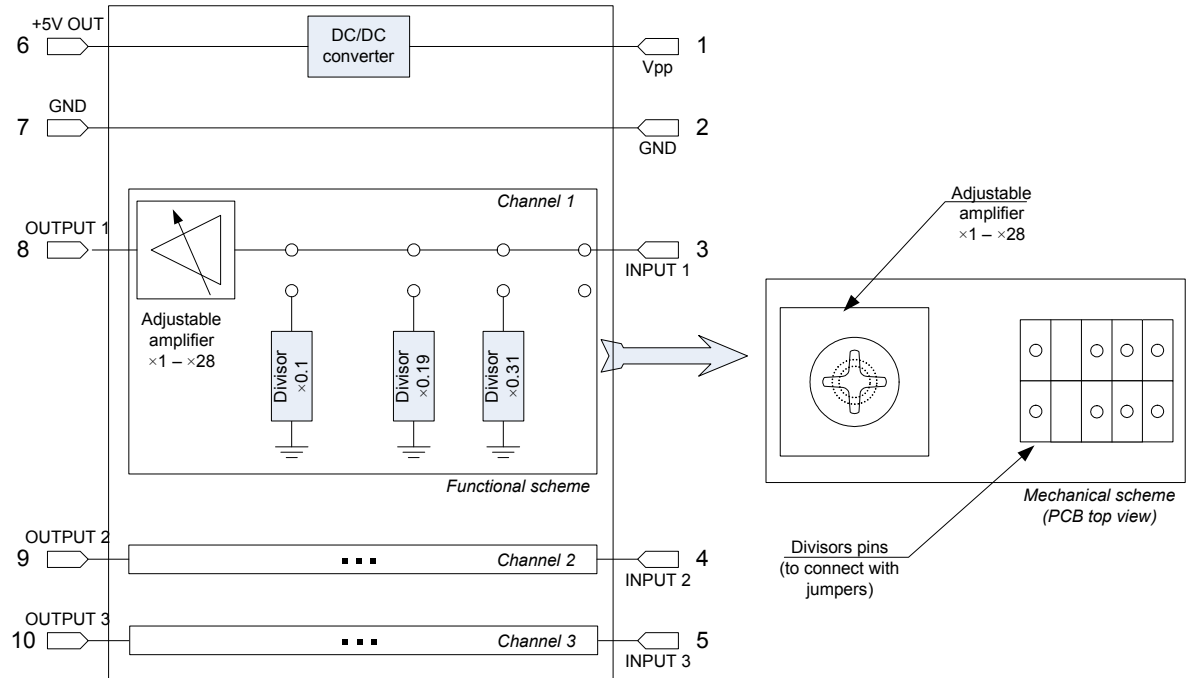 +5V OUT
6
DC/DC
converter
1
Vpp
GND
7
2
GND
Channel 1
OUTPUT 1
8
3
INPUT 1
Adjustable
amplifier
×1 – ×28
Divisor
×0.1
Divisor
×0.19
Divisor
×0.31
Functional scheme
OUTPUT 2
9
Channel 2
4
INPUT 2
OUTPUT 3
10
Channel 3
5
INPUT 3
Adjustable
amplifier
×1 – ×28
Mechanical scheme
(PCB top view)
Divisors pins
(to connect with
jumpers)